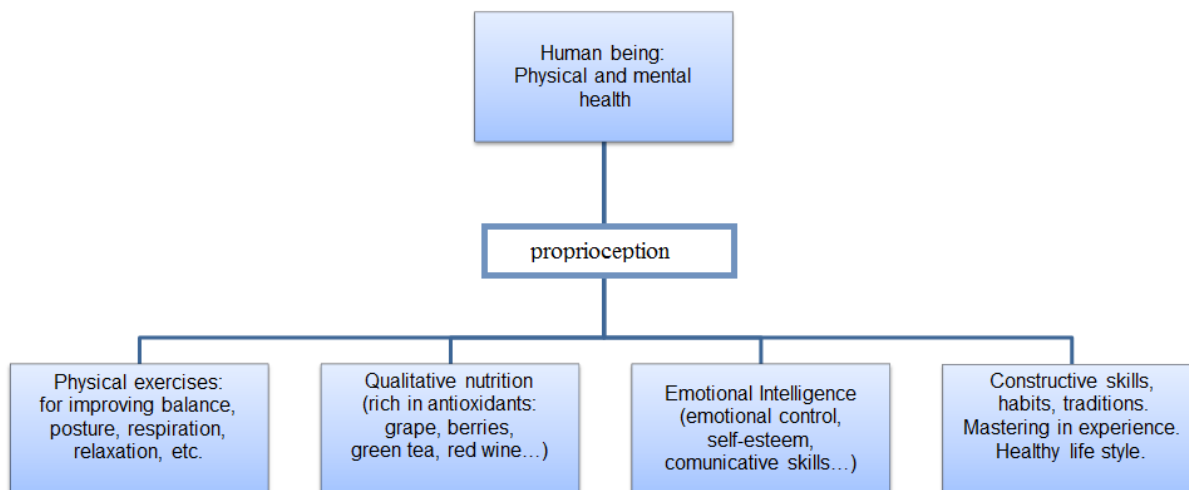 Human being:
Physical and mental
health
proprioception
Physical exercises:
for improving balance,
posture, respiration,
relaxation, etc.
Qualitative nutrition
(rich in antioxidants:
grape, berries,
green tea, red wine…)
Emotional Intelligence
(emotional control,
self-esteem,
comunicative skills…)
Constructive skills,
habits, traditions.
Mastering in experience.
Healthy life style.